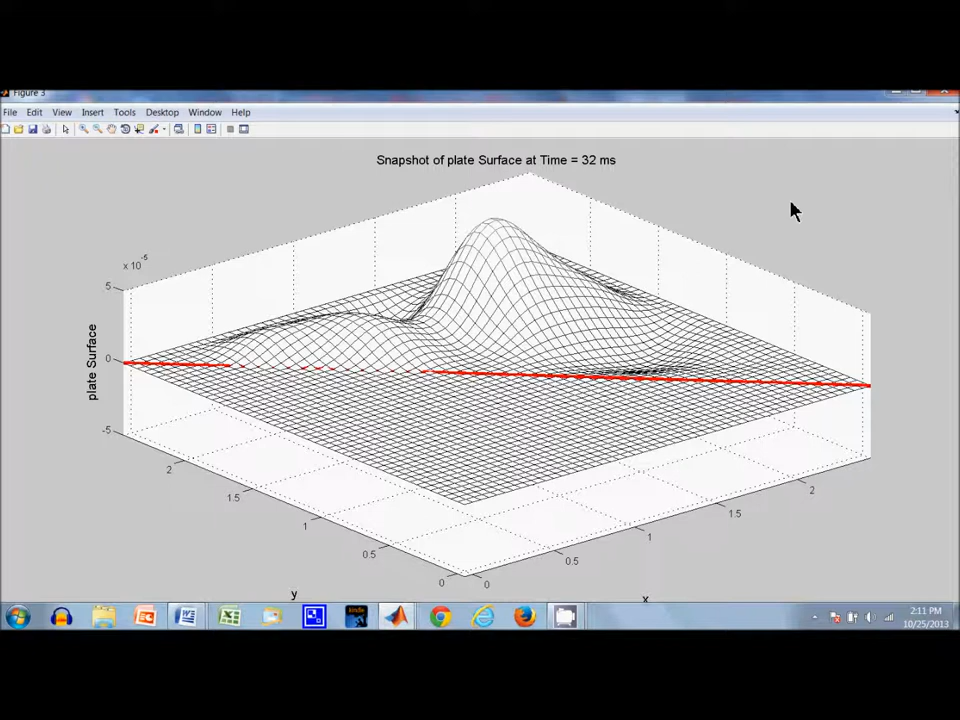 Figure 3
File Edit View Insert Tools Desktop Window Help
Snapshot of plate Surface at Time = 32 ms
x 10-5
5
0
-5
plate Surface
2
1.5
1
0.5
0
y
0
0.5
1
1.5
2
x
kindle
2:11 PM
10/25/2013